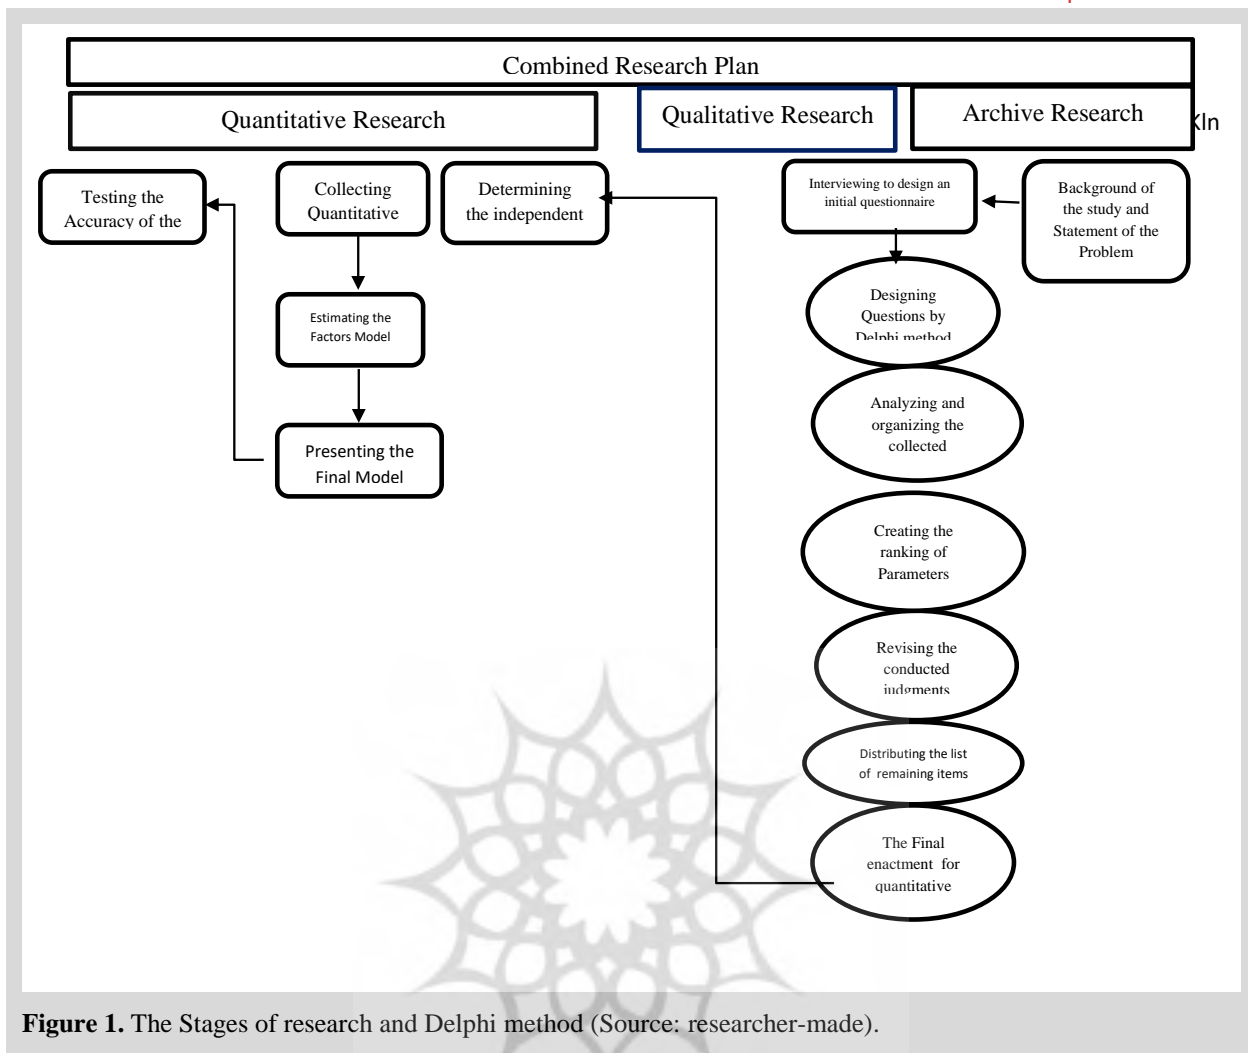 Combined Research Plan
Quantitative Research
Qualitative Research
Archive Research
Testing the
Accuracy of the
Collecting
Quantitative
Determining
the independent
Interviewing to design an
initial questionnaire
Background of
the study and
Statement of the
Problem
Designing
Questions by
Delphi method
Estimating the
Factors Model
Analyzing and
organizing the
collected
Presenting the
Final Model
Creating the
ranking of
Parameters
Revising the
conducted
judgments
Distributing the list
of remaining items
The Final
enactment for
quantitative
Figure 1. The Stages of research and Delphi method (Source: researcher-made).